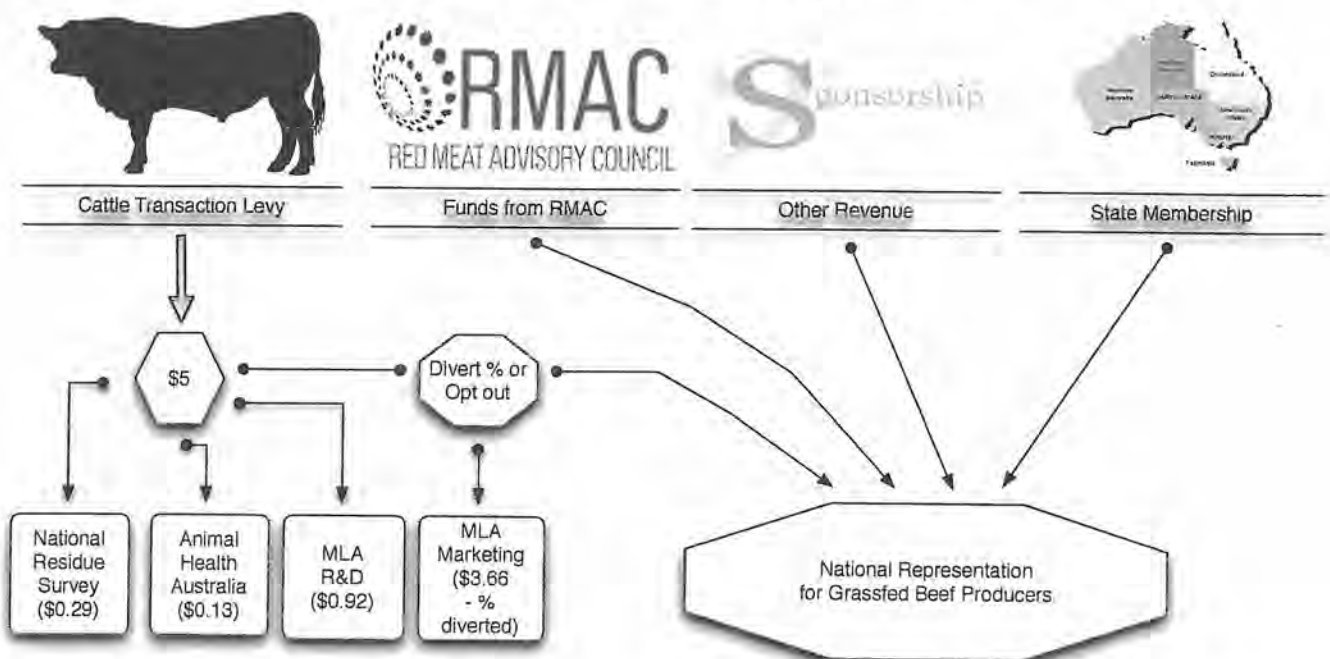 RMAC
RED MEAT ADVISORY COUNCIL
Sponsorship
Queensland
Cattle Transaction Levy
Funds from RMAC
Other Revenue
State Membership
$5
Divert % or
Opt out
National
Residue
Survey
($0.29)
Animal
Health
Australia
($0.13)
MLA
R&D
($0.92)
MLA
Marketing
($3.66
- %
diverted)
National Representation
for Grassfed Beef Producers